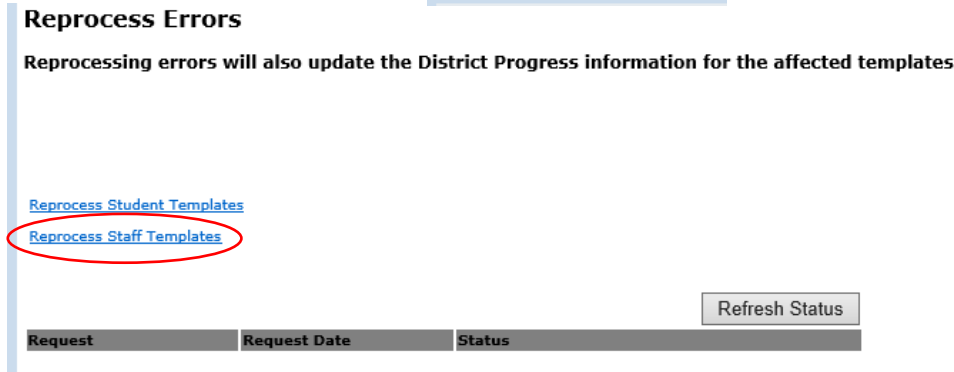 Reprocess Errors
Reprocessing errors will also update the District Progress information for the affected templates
Reprocess Student Templates
Reprocess Staff Templates
Refresh Status
Request Request Date Status